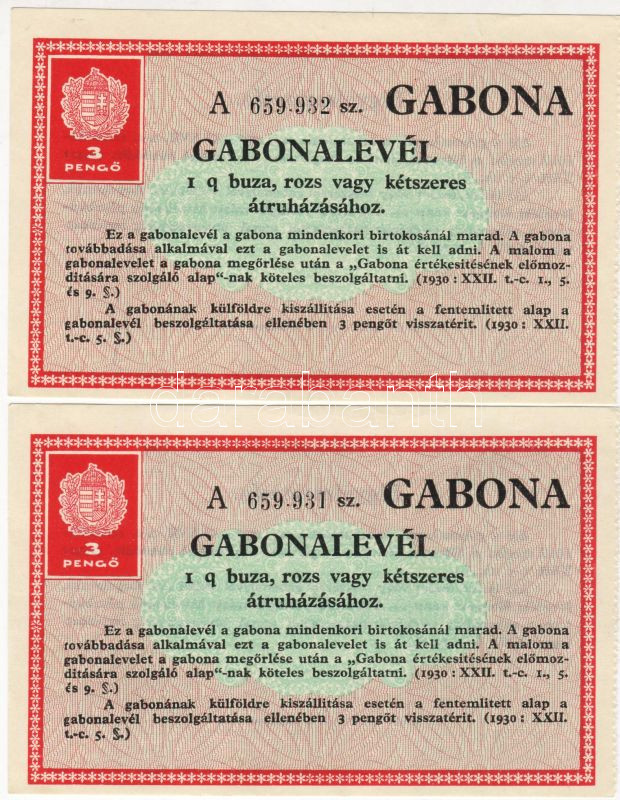 A 659.932 sz. GABONA
3
PENGŐ
GABONALEVÉL
1 q buza, rozs vagy kétszeres
átruházásához.
Ez a gabonalevél a gabona mindenkori birtokosánál marad. A gabona
továbbadása alkalmával ezt a gabonalevelet is át kell adni. A malom a
gabonalevelet a gabona megőrlése után a „Gabona értékesitésének előmoz-
ditására szolgáló alap“-nak köteles beszolgáltatni. (1930 : XXII. t.-c. 1., 5.
és 9. §.)
A gabonának külföldre kiszállitása esetén a fentemlitett alap a
gabonalevél beszolgáltatása ellenében 3 pengőt visszatérit. (1930 : XXII.
t.-c. 5. §.)
darabanth
A 659.931 sz. GABONA
3
PENGŐ
GABONALEVÉL
1 q buza, rozs vagy kétszeres
átruházásához.
Ez a gabonalevél a gabona mindenkori birtokosánál marad. A gabona
továbbadása alkalmával ezt a gabonalevelet is át kell adni. A malom a
gabonalevelet a gabona megőrlése után a „Gabona értékesitésének előmoz-
ditására szolgáló alap“-nak köteles beszolgáltatni. (1930 : XXII. t.-c. 1., 5.
és 9. §.)
A gabonának külföldre kiszállitása esetén a fentemlitett alap a
gabonalevél beszolgáltatása ellenében 3 pengőt visszatérit. (1930 : XXII.
t.-c. 5. §.)